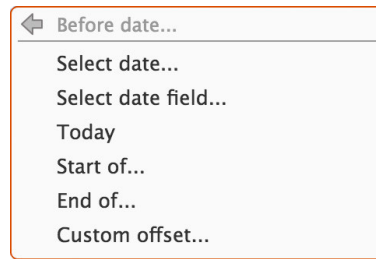 Before date...
Select date...
Select date field...
Today
Start of...
End of...
Custom offset...